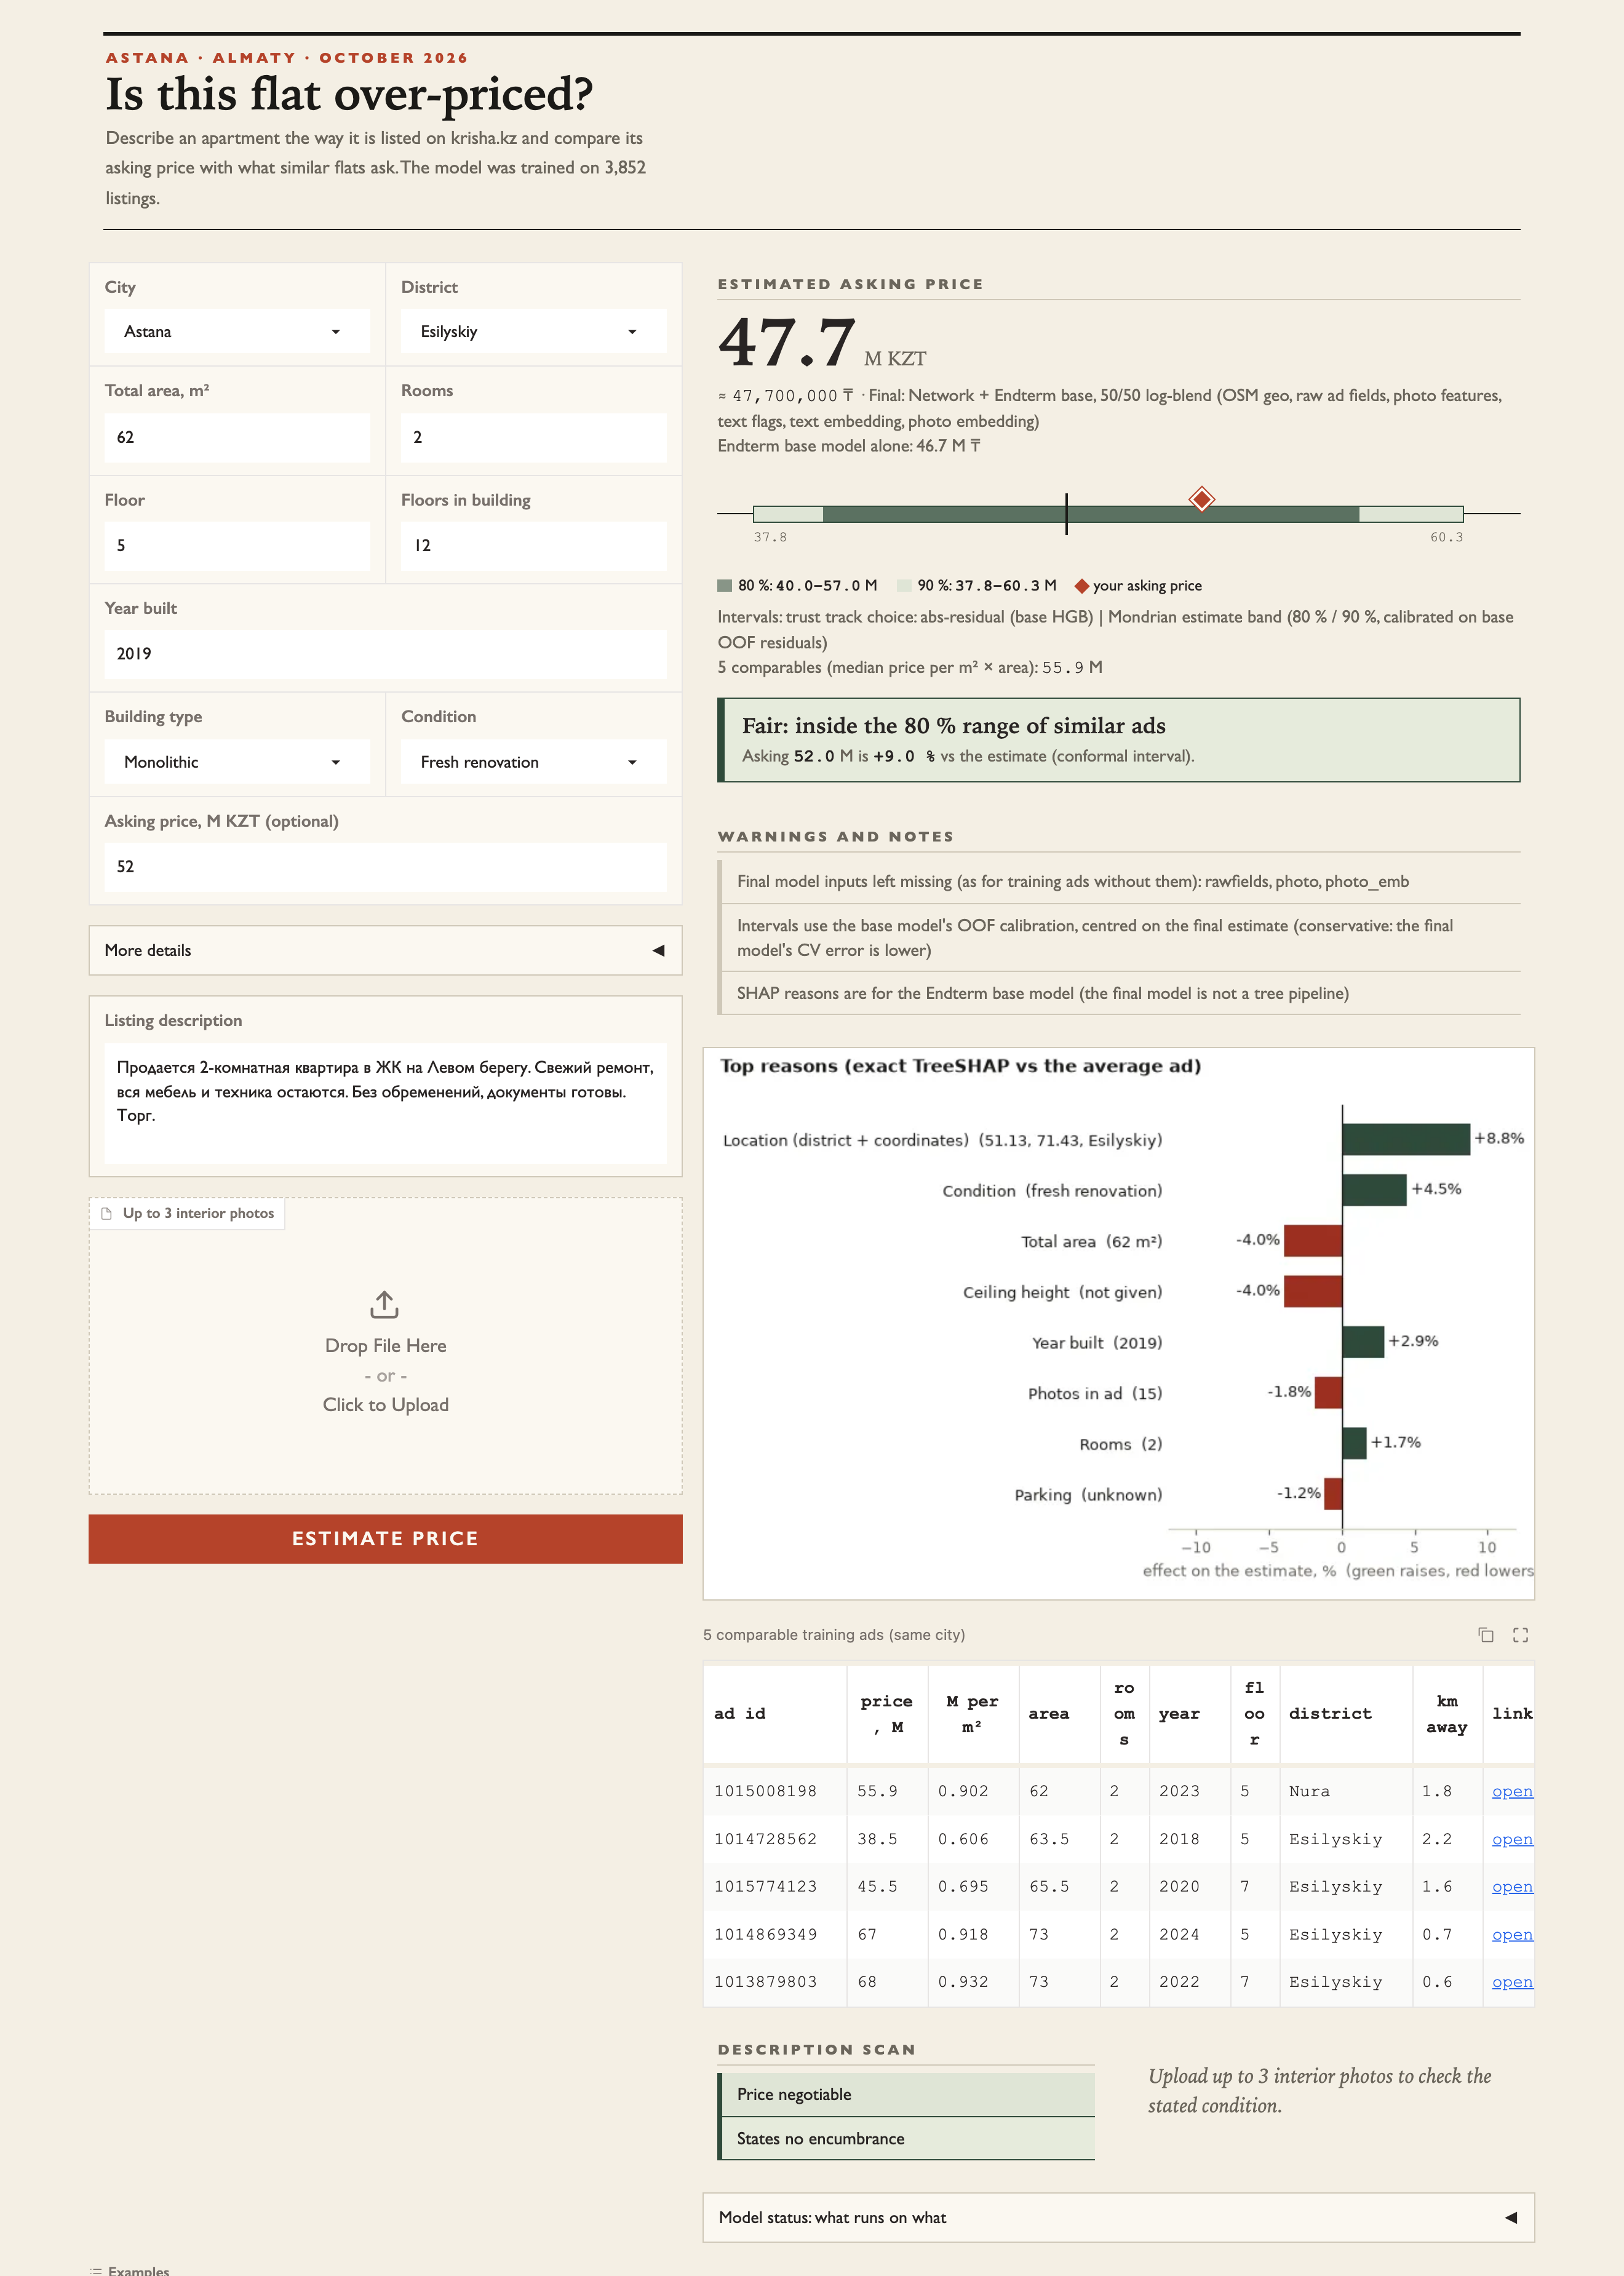 ASTANA · ALMATY · OCTOBER 2026
Is this flat over-priced?
Describe an apartment the way it is listed on krisha.kz and compare its
asking price with what similar flats ask. The model was trained on 3,852
listings.
City
Astana
District
Esilyskiy
Total area, m²
62
Rooms
2
Floor
5
Floors in building
12
Year built
2019
Building type
Monolithic
Condition
Fresh renovation
Asking price, M KZT (optional)
52
More details
Listing description
Продается 2-комнатная квартира в ЖК на Левом берегу. Свежий ремонт,
вся мебель и техника остаются. Без обременений, документы готовы.
Торг.
Up to 3 interior photos
Drop File Here
- or -
Click to Upload
ESTIMATE PRICE
ESTIMATED ASKING PRICE
47.7 M KZT
≈ 47,700,000 ₸ · Final: Network + Endterm base, 50/50 log-blend (OSM geo, raw ad fields, photo features,
text flags, text embedding, photo embedding)
Endterm base model alone: 46.7 M ₸
37.8 60.3
80 %: 40.0–57.0 M 90 %: 37.8–60.3 M your asking price
Intervals: trust track choice: abs-residual (base HGB) | Mondrian estimate band (80 % / 90 %, calibrated on base
OOF residuals)
5 comparables (median price per m² × area): 55.9 M
Fair: inside the 80 % range of similar ads
Asking 52.0 M is +9.0 % vs the estimate (conformal interval).
WARNINGS AND NOTES
Final model inputs left missing (as for training ads without them): rawfields, photo, photo_emb
Intervals use the base model's OOF calibration, centred on the final estimate (conservative: the final
model's CV error is lower)
SHAP reasons are for the Endterm base model (the final model is not a tree pipeline)
Top reasons (exact TreeSHAP vs the average ad)
Location (district + coordinates) (51.13, 71.43, Esilyskiy) +8.8%
Condition (fresh renovation) +4.5%
Total area (62 m²) -4.0%
Ceiling height (not given) -4.0%
Year built (2019) +2.9%
Photos in ad (15) -1.8%
Rooms (2) +1.7%
Parking (unknown) -1.2%
−10 −5 0 5 10
effect on the estimate, % (green raises, red lowers
5 comparable training ads (same city)
ad id price, M M per m² area rooms year floor district km away link
1015008198 55.9 0.902 62 2 2023 5 Nura 1.8 open
1014728562 38.5 0.606 63.5 2 2018 5 Esilyskiy 2.2 open
1015774123 45.5 0.695 65.5 2 2020 7 Esilyskiy 1.6 open
1014869349 67 0.918 73 2 2024 5 Esilyskiy 0.7 open
1013879803 68 0.932 73 2 2022 7 Esilyskiy 0.6 open
DESCRIPTION SCAN
Price negotiable
States no encumbrance
Upload up to 3 interior photos to check the
stated condition.
Model status: what runs on what
Examples